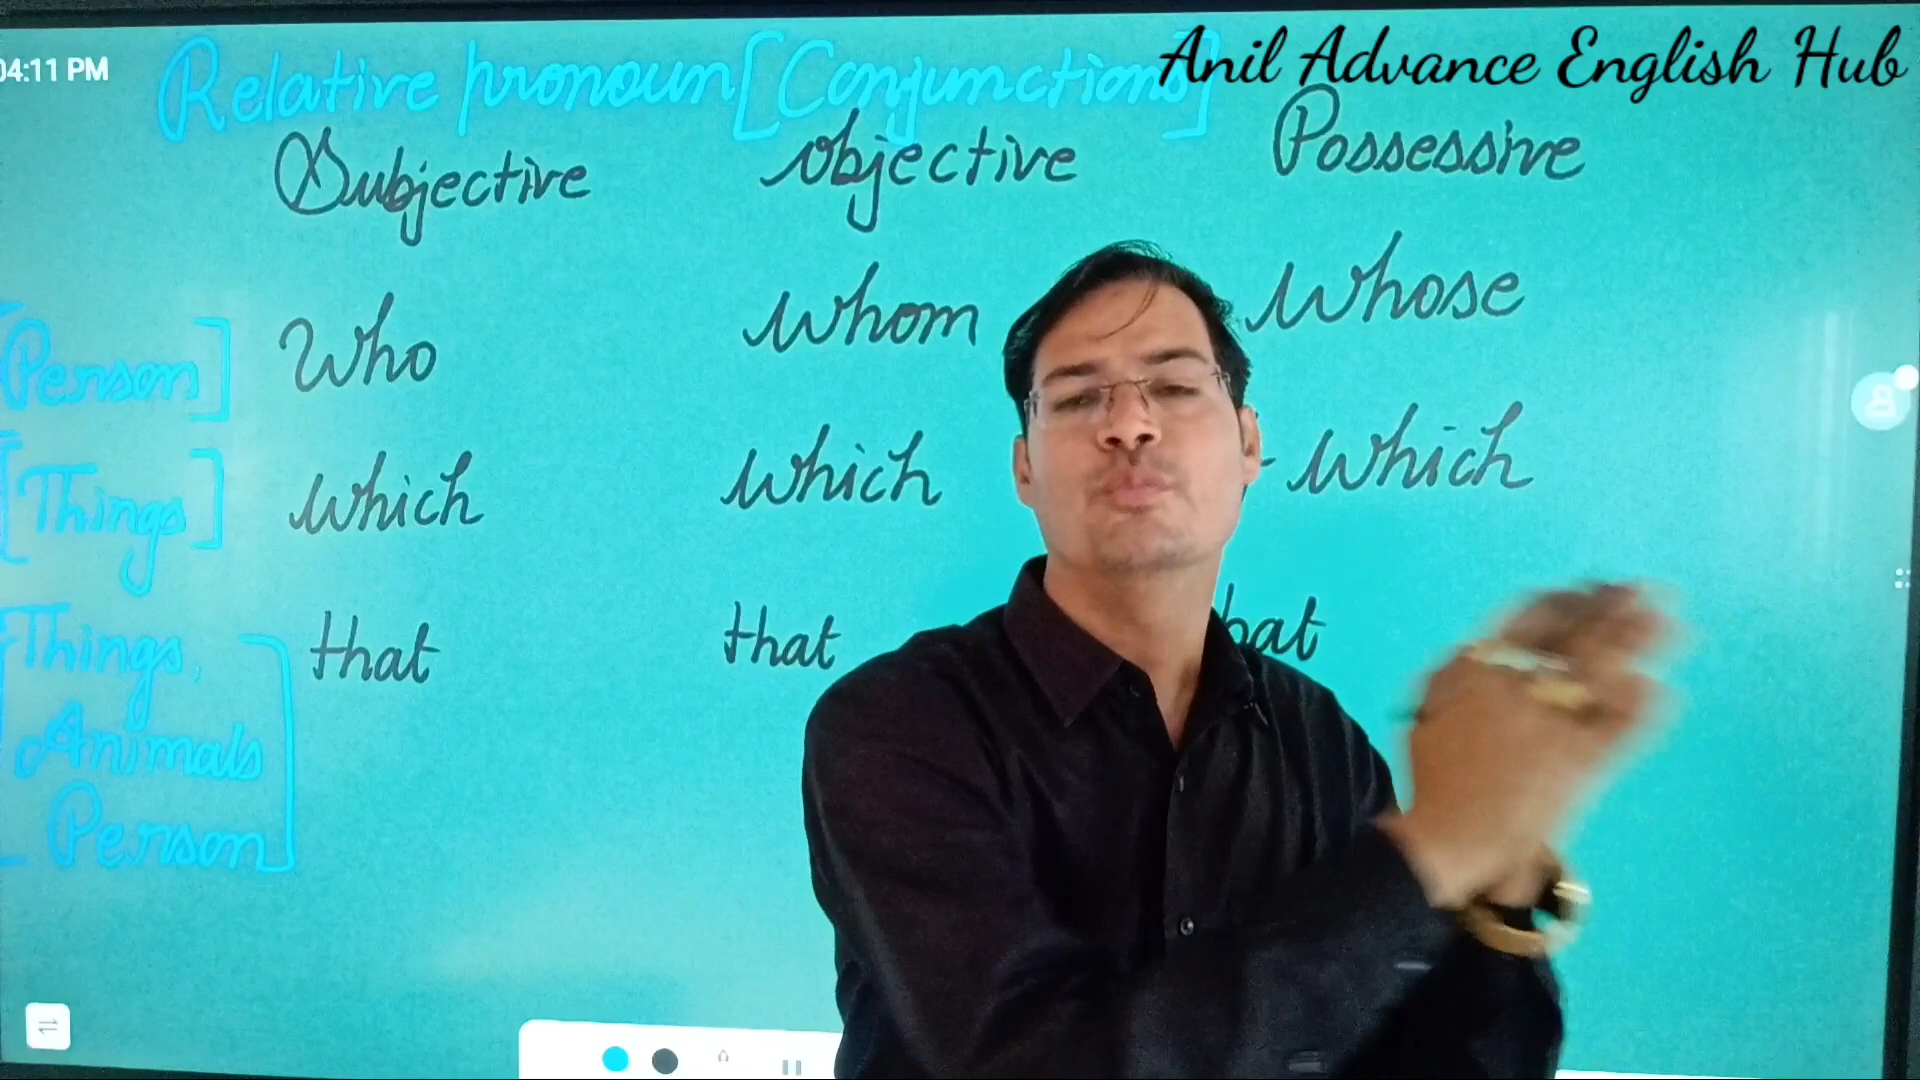 04:11 PM
Anil Advance English Hub
Relative pronoun [Conjunctions]
Subjective objective Possessive
[Person] Who whom whose
[Things] which which which
[Things, that that
Animals
Person]